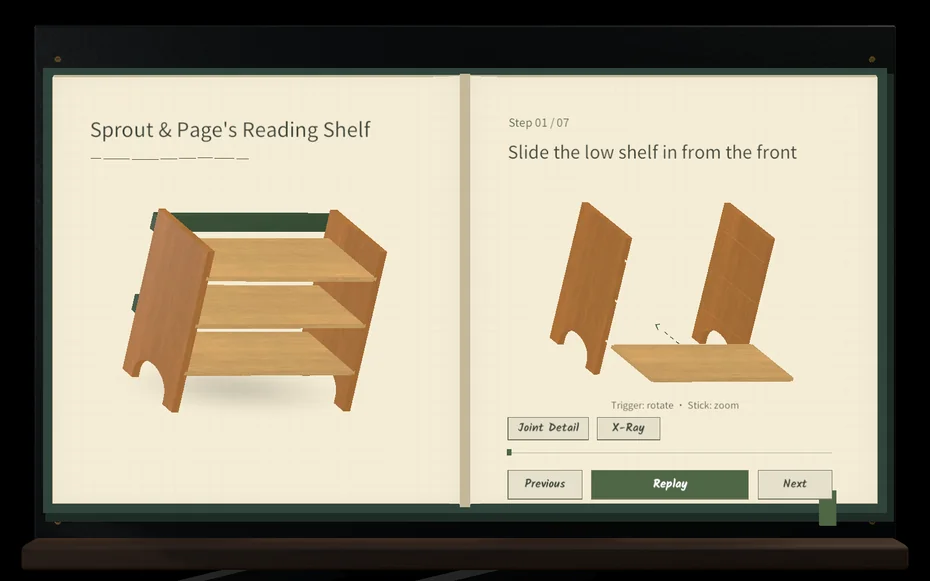 Sprout & Page's Reading Shelf
Step 01 / 07
Slide the low shelf in from the front
Trigger: rotate • Stick: zoom
Joint Detail
X-Ray
Previous
Replay
Next